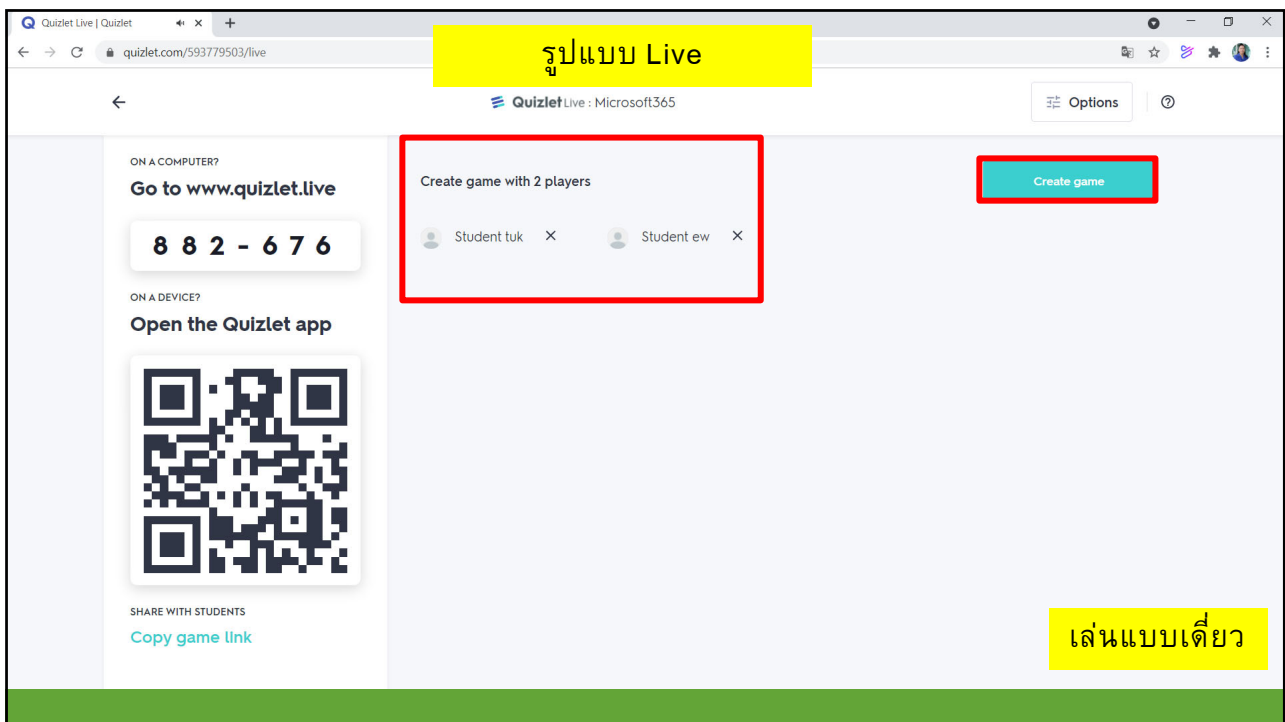 Quizlet Live | Quizlet
quizlet.com/593779503/live
รูปแบบ Live
Quizlet Live : Microsoft365
Options
ON A COMPUTER?
Go to www.quizlet.live
882-676
ON A DEVICE?
Open the Quizlet app
SHARE WITH STUDENTS
Copy game link
Create game with 2 players
Student tuk
Student ew
Create game
เล่นแบบเดี่ยว